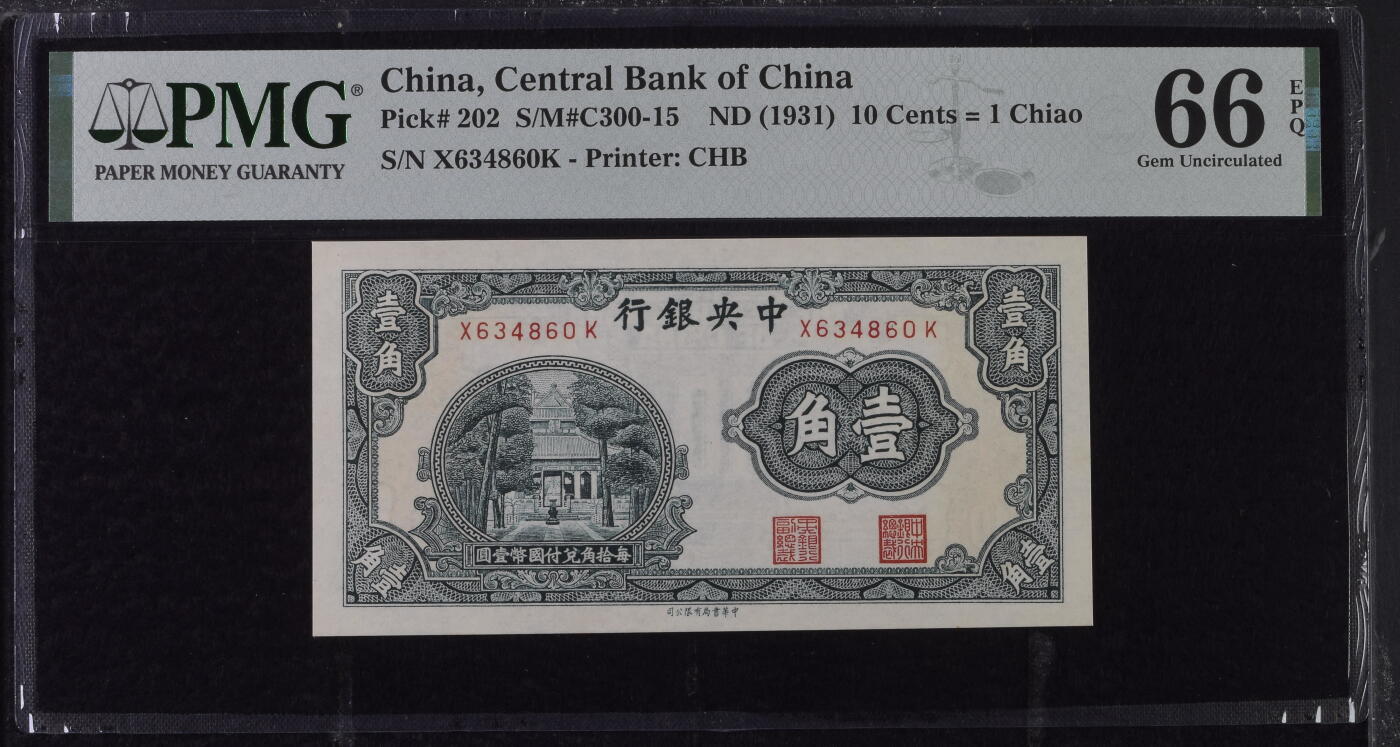 PMG®
PAPER MONEY GUARANTY
China, Central Bank of China
Pick# 202 S/M#C300-15 ND (1931) 10 Cents = 1 Chiao
S/N X634860K - Printer: CHB
66
EPQ
Gem Uncirculated
行銀央中
X634860K
X634860K
壹角
壹角
角壹
圓壹幣國付兌角拾每
角壹
角壹
司公限有局書華中